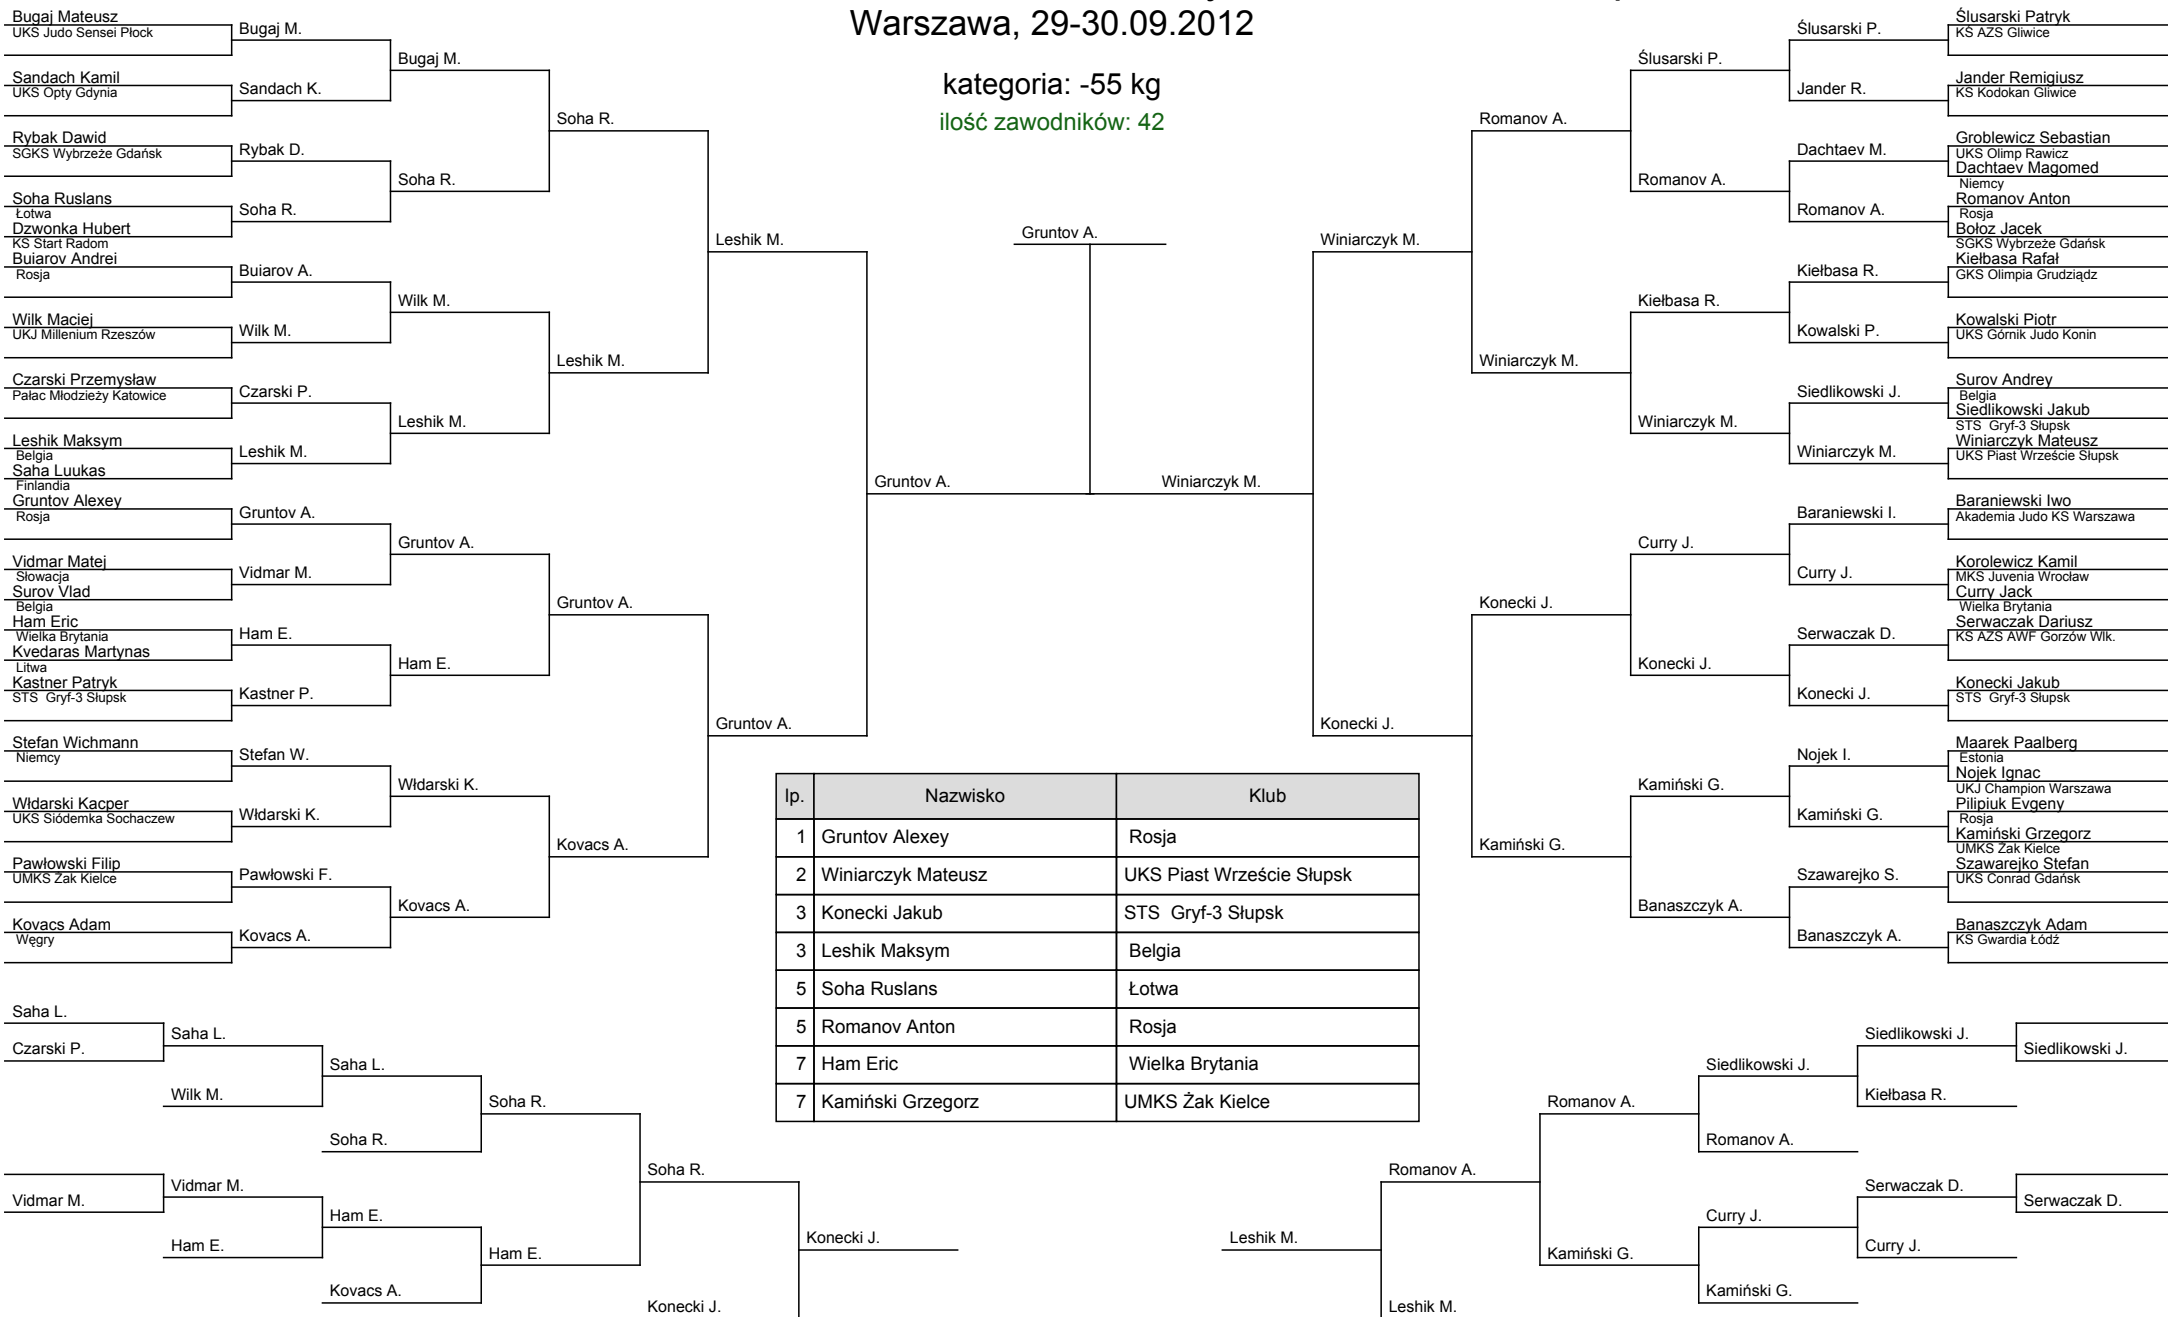 Warszawa, 29-30.09.2012
kategoria: -55 kg
ilość zawodników: 42
Bugaj Mateusz
UKS Judo Sensei Płock
Sandach Kamil
UKS Opty Gdynia
Rybak Dawid
SGKS Wybrzeże Gdańsk
Soha Ruslans
Łotwa
Dzwonka Hubert
KS Start Radom
Buiarov Andrei
Rosja
Wilk Maciej
UKJ Millenium Rzeszów
Czarski Przemysław
Pałac Młodzieży Katowice
Leshik Maksym
Belgia
Saha Luukas
Finlandia
Gruntov Alexey
Rosja
Vidmar Matej
Słowacja
Surov Vlad
Belgia
Ham Eric
Wielka Brytania
Kvedaras Martynas
Litwa
Kastner Patryk
STS Gryf-3 Słupsk
Stefan Wichmann
Niemcy
Włdarski Kacper
UKS Siódemka Sochaczew
Pawłowski Filip
UMKS Żak Kielce
Kovacs Adam
Węgry
Bugaj M.
Sandach K.
Rybak D.
Soha R.
Buiarov A.
Wilk M.
Czarski P.
Leshik M.
Gruntov A.
Vidmar M.
Ham E.
Kastner P.
Stefan W.
Włdarski K.
Pawłowski F.
Kovacs A.
Bugaj M.
Soha R.
Wilk M.
Leshik M.
Gruntov A.
Ham E.
Włdarski K.
Kovacs A.
Soha R.
Leshik M.
Gruntov A.
Kovacs A.
Leshik M.
Gruntov A.
Gruntov A.
Gruntov A.
Winiarczyk M.
Winiarczyk M.
Konecki J.
Romanov A.
Winiarczyk M.
Konecki J.
Kamiński G.
Ślusarski P.
Romanov A.
Kiełbasa R.
Winiarczyk M.
Curry J.
Konecki J.
Kamiński G.
Banaszczyk A.
Ślusarski P.
Jander R.
Dachtaev M.
Romanov A.
Kiełbasa R.
Kowalski P.
Siedlikowski J.
Winiarczyk M.
Baraniewski I.
Curry J.
Serwaczak D.
Konecki J.
Nojek I.
Kamiński G.
Szawarejko S.
Banaszczyk A.
Ślusarski Patryk
KS AZS Gliwice
Jander Remigiusz
KS Kodokan Gliwice
Groblewicz Sebastian
UKS Olimp Rawicz
Dachtaev Magomed
Niemcy
Romanov Anton
Rosja
Bołoz Jacek
SGKS Wybrzeże Gdańsk
Kiełbasa Rafał
GKS Olimpia Grudziądz
Kowalski Piotr
UKS Górnik Judo Konin
Surov Andrey
Belgia
Siedlikowski Jakub
STS Gryf-3 Słupsk
Winiarczyk Mateusz
UKS Piast Wrzeście Słupsk
Baraniewski Iwo
Akademia Judo KS Warszawa
Korolewicz Kamil
MKS Juvenia Wrocław
Curry Jack
Wielka Brytania
Serwaczak Dariusz
KS AZS AWF Gorzów Wlk.
Konecki Jakub
STS Gryf-3 Słupsk
Maarek Paalberg
Estonia
Nojek Ignac
UKJ Champion Warszawa
Pilipiuk Evgeny
Rosja
Kamiński Grzegorz
UMKS Żak Kielce
Szawarejko Stefan
UKS Conrad Gdańsk
Banaszczyk Adam
KS Gwardia Łódź
lp. Nazwisko Klub
1 Gruntov Alexey Rosja
2 Winiarczyk Mateusz UKS Piast Wrzeście Słupsk
3 Konecki Jakub STS Gryf-3 Słupsk
3 Leshik Maksym Belgia
5 Soha Ruslans Łotwa
5 Romanov Anton Rosja
7 Ham Eric Wielka Brytania
7 Kamiński Grzegorz UMKS Żak Kielce
Saha L.
Czarski P.
Vidmar M.
Saha L.
Wilk M.
Vidmar M.
Ham E.
Saha L.
Soha R.
Ham E.
Kovacs A.
Soha R.
Ham E.
Soha R.
Konecki J.
Konecki J.
Leshik M.
Romanov A.
Leshik M.
Romanov A.
Kamiński G.
Siedlikowski J.
Romanov A.
Curry J.
Kamiński G.
Siedlikowski J.
Kiełbasa R.
Serwaczak D.
Curry J.
Siedlikowski J.
Serwaczak D.